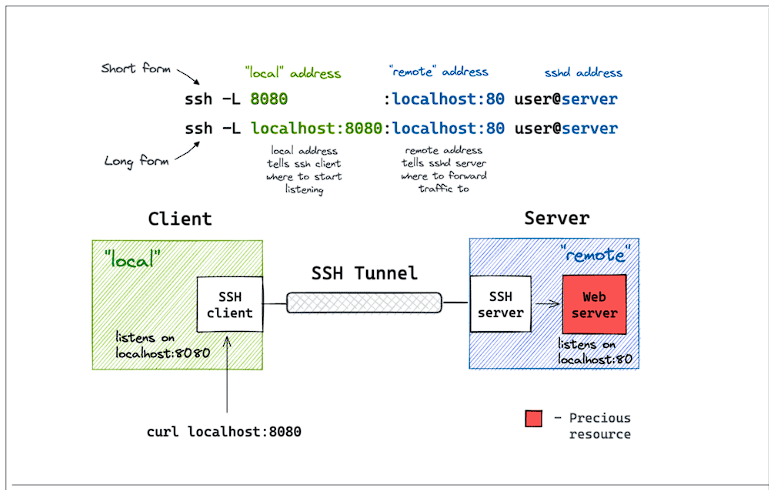 Short form
"local" address
"remote" address
sshd address
ssh -L 8080 :localhost:80 user@server
ssh -L localhost:8080:localhost:80 user@server
Long form
local address
tells ssh client
where to start
listening
remote address
tells sshd server
where to forward
traffic to
Client
Server
"local"
SSH
client
listens on
localhost:8080
SSH Tunnel
"remote"
SSH
server
Web
server
listens on
localhost:80
curl localhost:8080
- Precious
resource